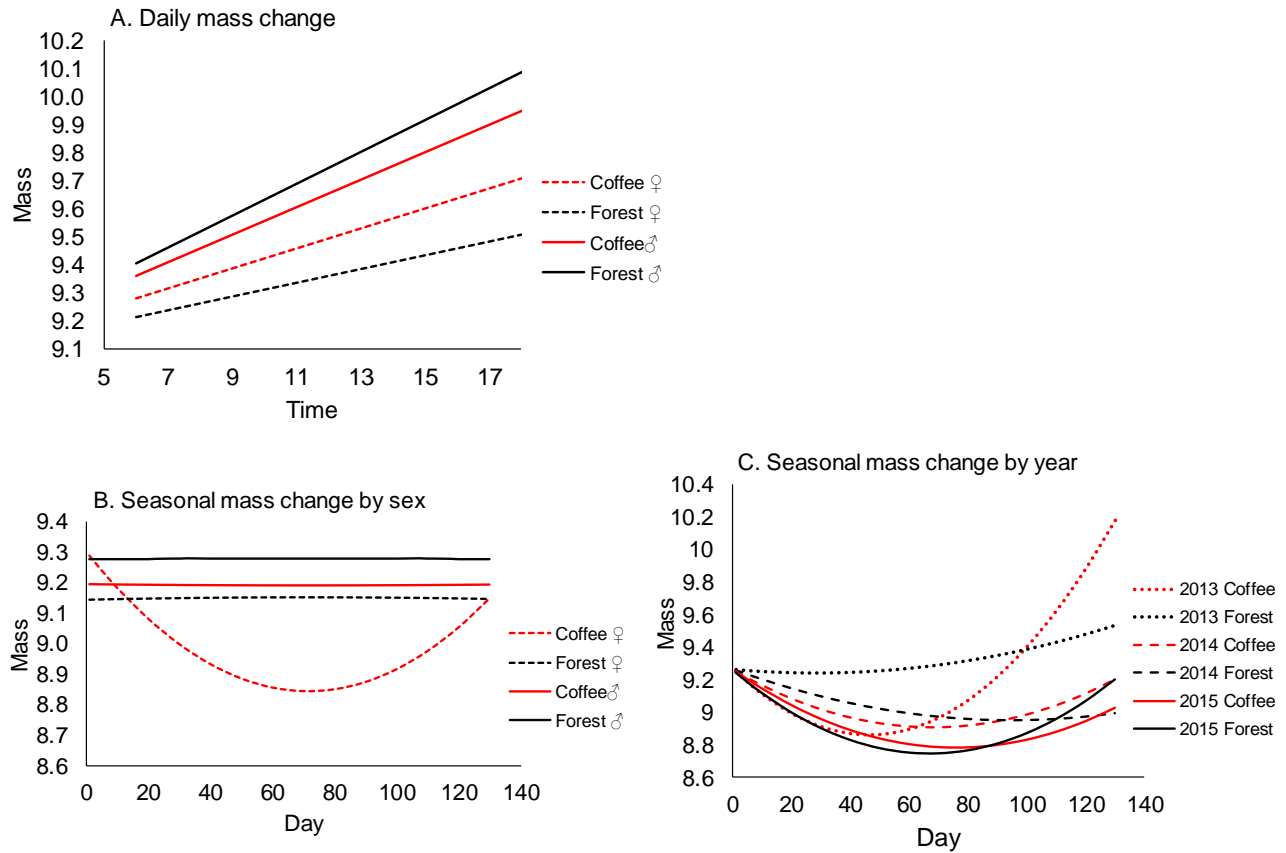 A. Daily mass change
10.2
10.1
10.0
9.9
9.8
9.7
9.6
9.5
9.4
9.3
9.2
9.1
Mass
5 7 9 11 13 15 17
Time
Coffee ♀
Forest ♀
Coffee♂
Forest ♂
B. Seasonal mass change by sex
9.4
9.3
9.2
9.1
9.0
8.9
8.8
8.7
8.6
Mass
0 20 40 60 80 100 120 140
Day
Coffee ♀
Forest ♀
Coffee♂
Forest ♂
C. Seasonal mass change by year
10.4
10.2
10
9.8
9.6
9.4
9.2
9
8.8
8.6
Mass
0 20 40 60 80 100 120 140
Day
2013 Coffee
2013 Forest
2014 Coffee
2014 Forest
2015 Coffee
2015 Forest